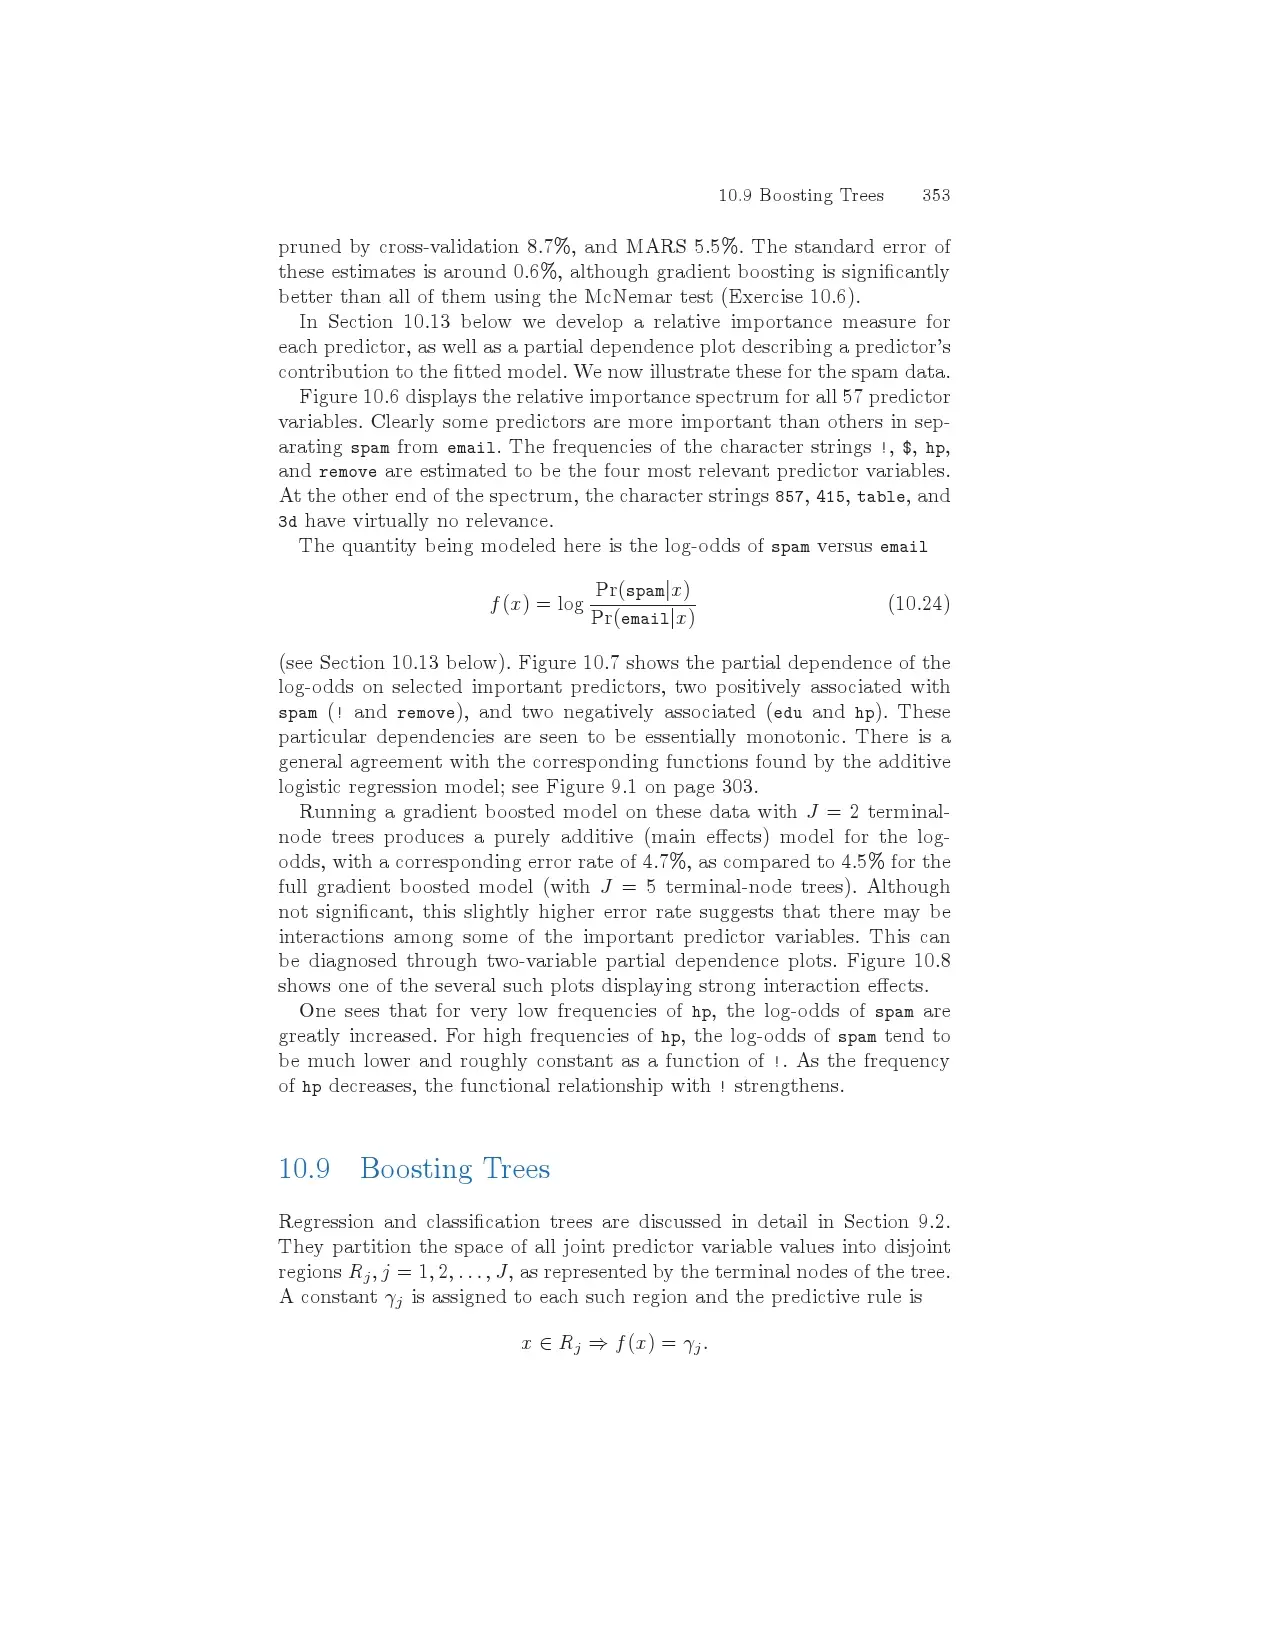 10.9 Boosting Trees 353
pruned by cross-validation 8.7%, and MARS 5.5%. The standard error of
these estimates is around 0.6%, although gradient boosting is significantly
better than all of them using the McNemar test (Exercise 10.6).
In Section 10.13 below we develop a relative importance measure for
each predictor, as well as a partial dependence plot describing a predictor's
contribution to the fitted model. We now illustrate these for the spam data.
Figure 10.6 displays the relative importance spectrum for all 57 predictor
variables. Clearly some predictors are more important than others in sep-
arating spam from email. The frequencies of the character strings !, $, hp,
and remove are estimated to be the four most relevant predictor variables.
At the other end of the spectrum, the character strings 857, 415, table, and
3d have virtually no relevance.
The quantity being modeled here is the log-odds of spam versus email
f(x) = log Pr(spam|x) / Pr(email|x) (10.24)
(see Section 10.13 below). Figure 10.7 shows the partial dependence of the
log-odds on selected important predictors, two positively associated with
spam (! and remove), and two negatively associated (edu and hp). These
particular dependencies are seen to be essentially monotonic. There is a
general agreement with the corresponding functions found by the additive
logistic regression model; see Figure 9.1 on page 303.
Running a gradient boosted model on these data with J = 2 terminal-
node trees produces a purely additive (main effects) model for the log-
odds, with a corresponding error rate of 4.7%, as compared to 4.5% for the
full gradient boosted model (with J = 5 terminal-node trees). Although
not significant, this slightly higher error rate suggests that there may be
interactions among some of the important predictor variables. This can
be diagnosed through two-variable partial dependence plots. Figure 10.8
shows one of the several such plots displaying strong interaction effects.
One sees that for very low frequencies of hp, the log-odds of spam are
greatly increased. For high frequencies of hp, the log-odds of spam tend to
be much lower and roughly constant as a function of !. As the frequency
of hp decreases, the functional relationship with ! strengthens.
10.9 Boosting Trees
Regression and classification trees are discussed in detail in Section 9.2.
They partition the space of all joint predictor variable values into disjoint
regions Rⱼ, j = 1, 2, . . . , J, as represented by the terminal nodes of the tree.
A constant γⱼ is assigned to each such region and the predictive rule is
x ∈ Rⱼ ⇒ f(x) = γⱼ.